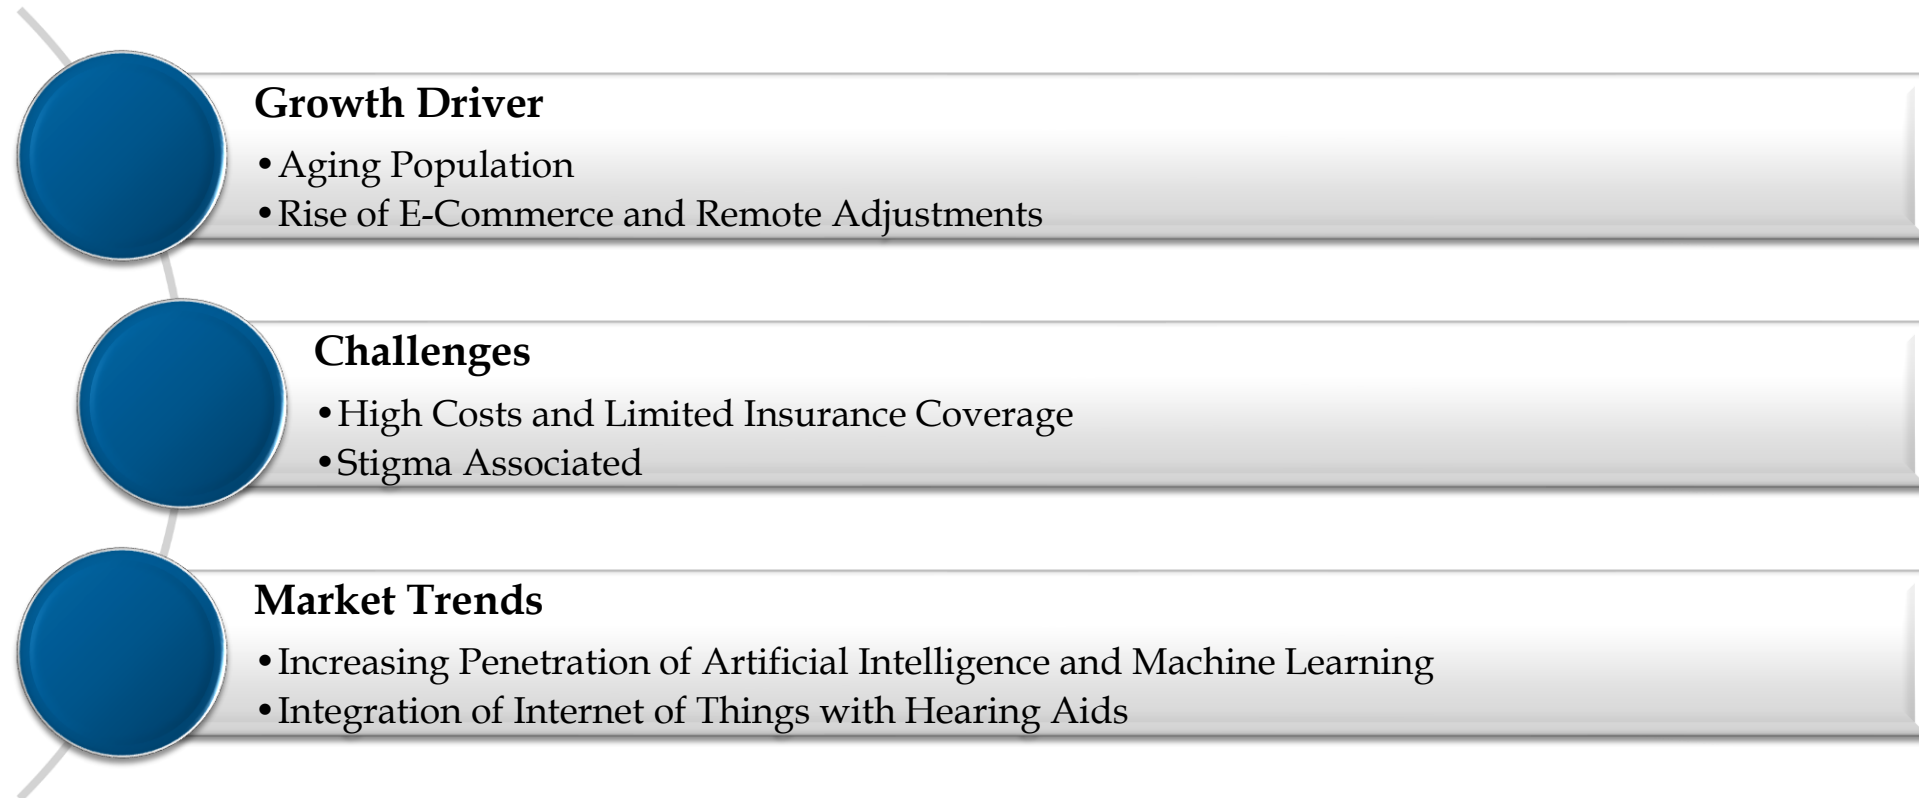 Growth Driver
•Aging Population
•Rise of E-Commerce and Remote Adjustments
Challenges
•High Costs and Limited Insurance Coverage
•Stigma Associated
Market Trends
•Increasing Penetration of Artificial Intelligence and Machine Learning
•Integration of Internet of Things with Hearing Aids